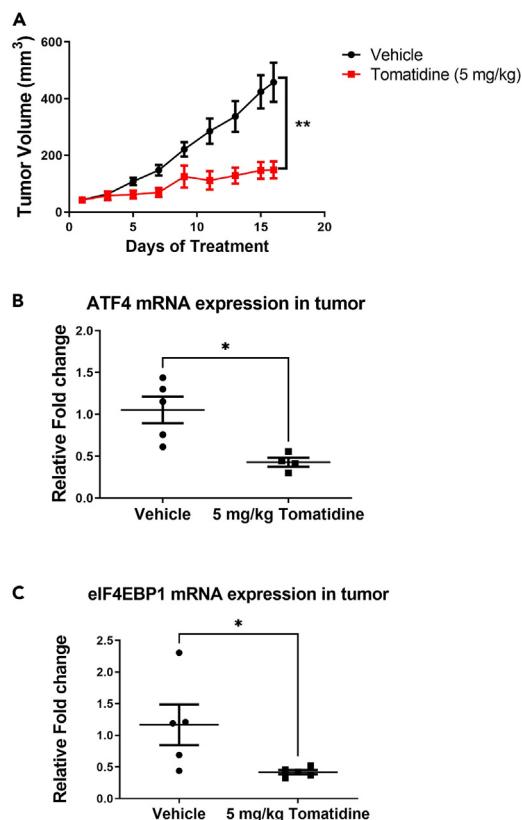 A
Tumor Volume (mm³)
600
400
200
0
0 5 10 15 20
Days of Treatment
Vehicle
Tomatidine (5 mg/kg)
**
B
ATF4 mRNA expression in tumor
Relative Fold change
2.0
1.5
1.0
0.5
0.0
*
Vehicle 5 mg/kg Tomatidine
C
eIF4EBP1 mRNA expression in tumor
Relative Fold change
2.5
2.0
1.5
1.0
0.5
0.0
*
Vehicle 5 mg/kg Tomatidine